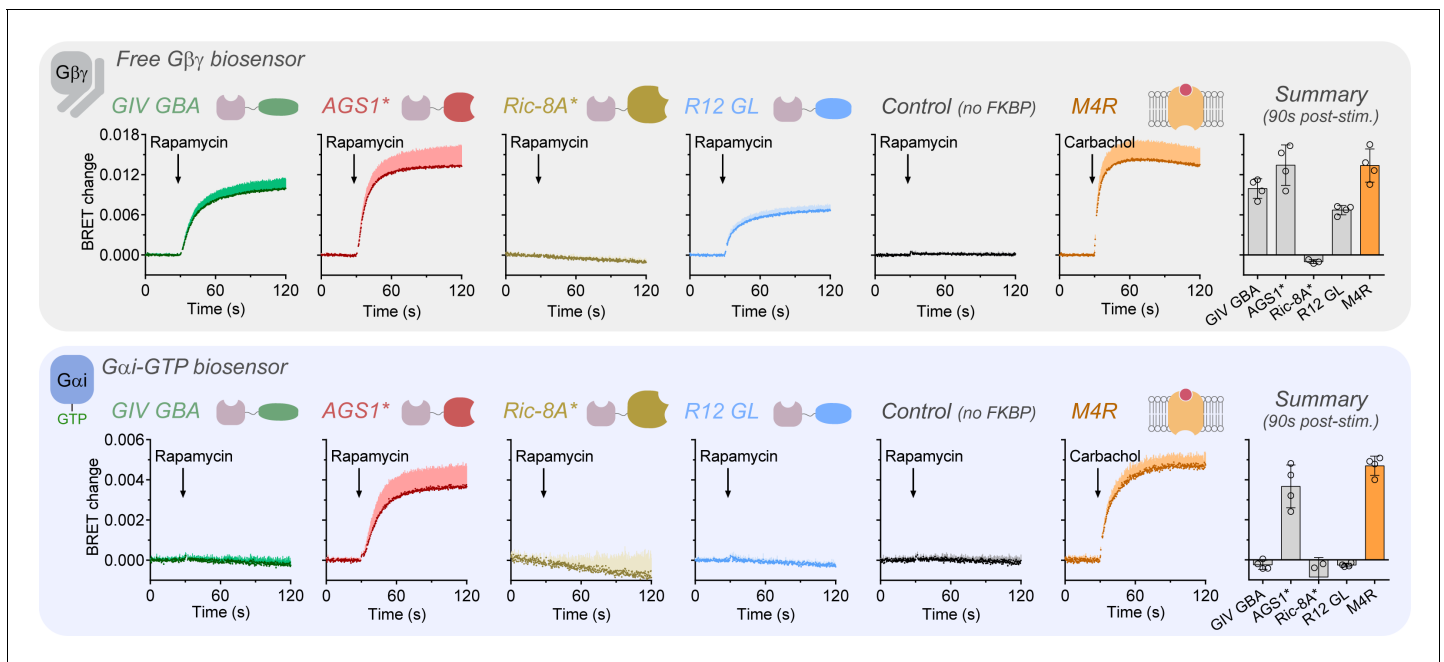 Gβγ
Free Gβγ biosensor
GIV GBA
AGS1*
Ric-8A*
R12 GL
Control (no FKBP)
M4R
Summary
(90s post-stim.)
BRET change
0.018
0.012
0.006
0.000
Rapamycin
Rapamycin
Rapamycin
Rapamycin
Rapamycin
Carbachol
0 60 120
0 60 120
0 60 120
0 60 120
0 60 120
0 60 120
Time (s)
Time (s)
Time (s)
Time (s)
Time (s)
Time (s)
GIV GBA
AGS1*
Ric-8A*
R12 GL
M4R
Gαi
GTP
Gαi-GTP biosensor
GIV GBA
AGS1*
Ric-8A*
R12 GL
Control (no FKBP)
M4R
Summary
(90s post-stim.)
BRET change
0.006
0.004
0.002
0.000
Rapamycin
Rapamycin
Rapamycin
Rapamycin
Rapamycin
Carbachol
0 60 120
0 60 120
0 60 120
0 60 120
0 60 120
0 60 120
Time (s)
Time (s)
Time (s)
Time (s)
Time (s)
Time (s)
GIV GBA
AGS1*
Ric-8A*
R12 GL
M4R